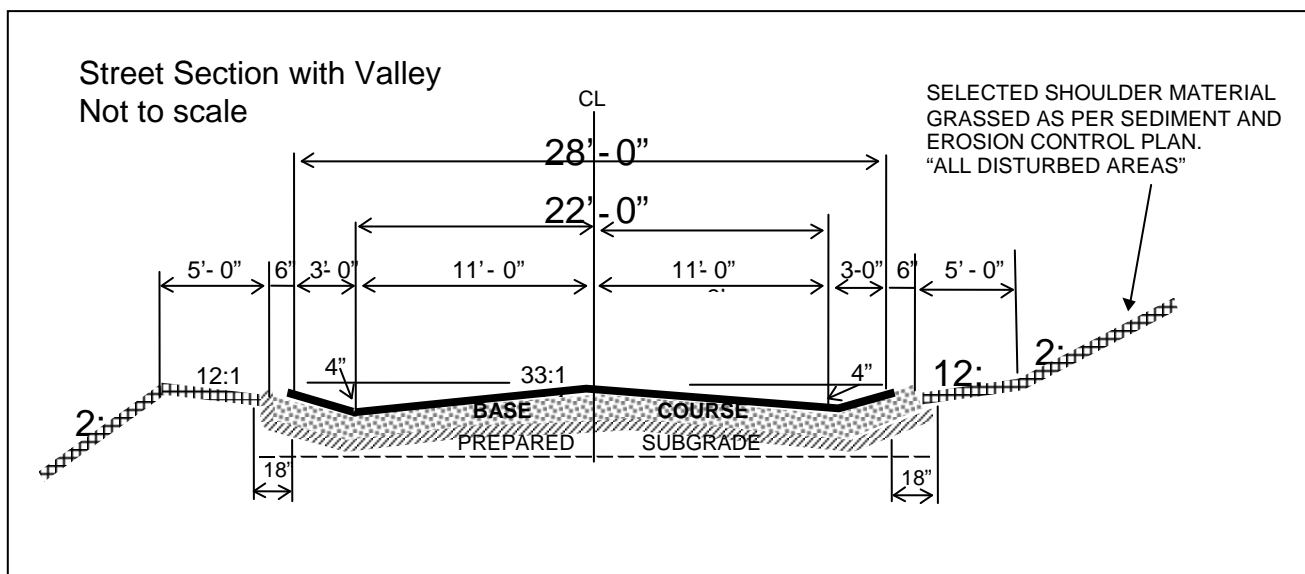 Street Section with Valley
Not to scale
CL
SELECTED SHOULDER MATERIAL
GRASSED AS PER SEDIMENT AND
EROSION CONTROL PLAN.
“ALL DISTURBED AREAS”
28’- 0”
22’- 0”
5’- 0” 6” 3’- 0” 11’- 0” 11’- 0” 3-0” 6” 5’ - 0”
2:
12:1 4” 33:1 4” 12:
2:
BASE COURSE
PREPARED SUBGRADE
18’ 18”